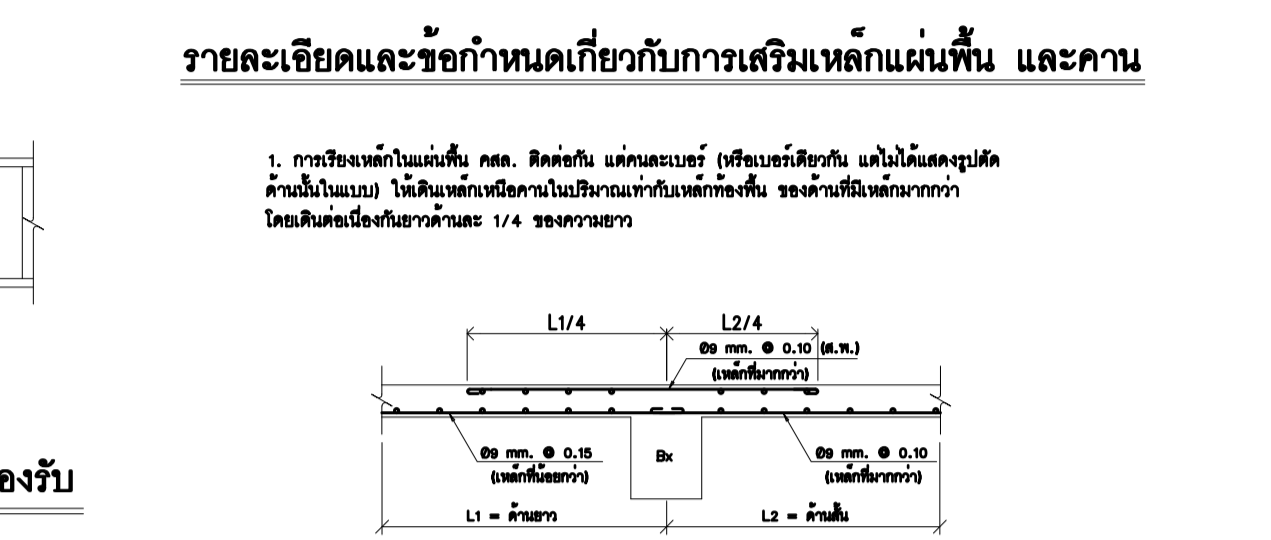 รายละเอียดและข้อกำหนดเกี่ยวกับการเสริมเหล็กแผ่นพื้น และคาน
1. การเรียงเหล็กในแผ่นพื้น คสล. ติดต่อกัน แต่คนละเบอร์ (หรือเบอร์เดียวกัน แต่ไม่ได้แสดงรูปตัด
ด้านนั้นในแบบ) ให้เดินเหล็กเหนือคานในปริมาณเท่ากับเหล็กท้องพื้น ของด้านที่มีเหล็กมากกว่า
โดยเดินต่อเนื่องกันยาวด้านละ 1/4 ของความยาว
L1/4
L2/4
Ø9 mm. @ 0.10 (ส.พ.)
(เหล็กที่มากกว่า)
Ø9 mm. @ 0.15
(เหล็กที่น้อยกว่า)
Bx
Ø9 mm. @ 0.10
(เหล็กที่มากกว่า)
L1 = ด้านยาว
L2 = ด้านสั้น
องรับ